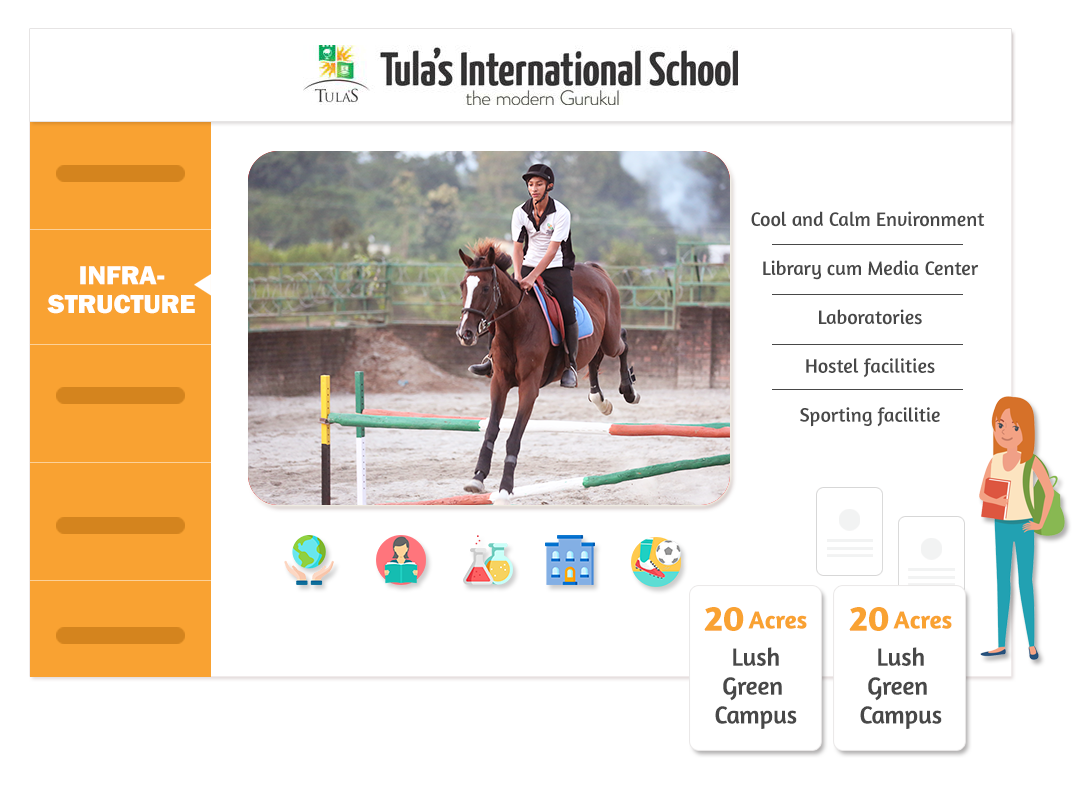 TULA'S
Tula's International School
the modern Gurukul
INFRA-
STRUCTURE
Cool and Calm Environment
Library cum Media Center
Laboratories
Hostel facilities
Sporting facilitie
20 Acres
Lush
Green
Campus
20 Acres
Lush
Green
Campus